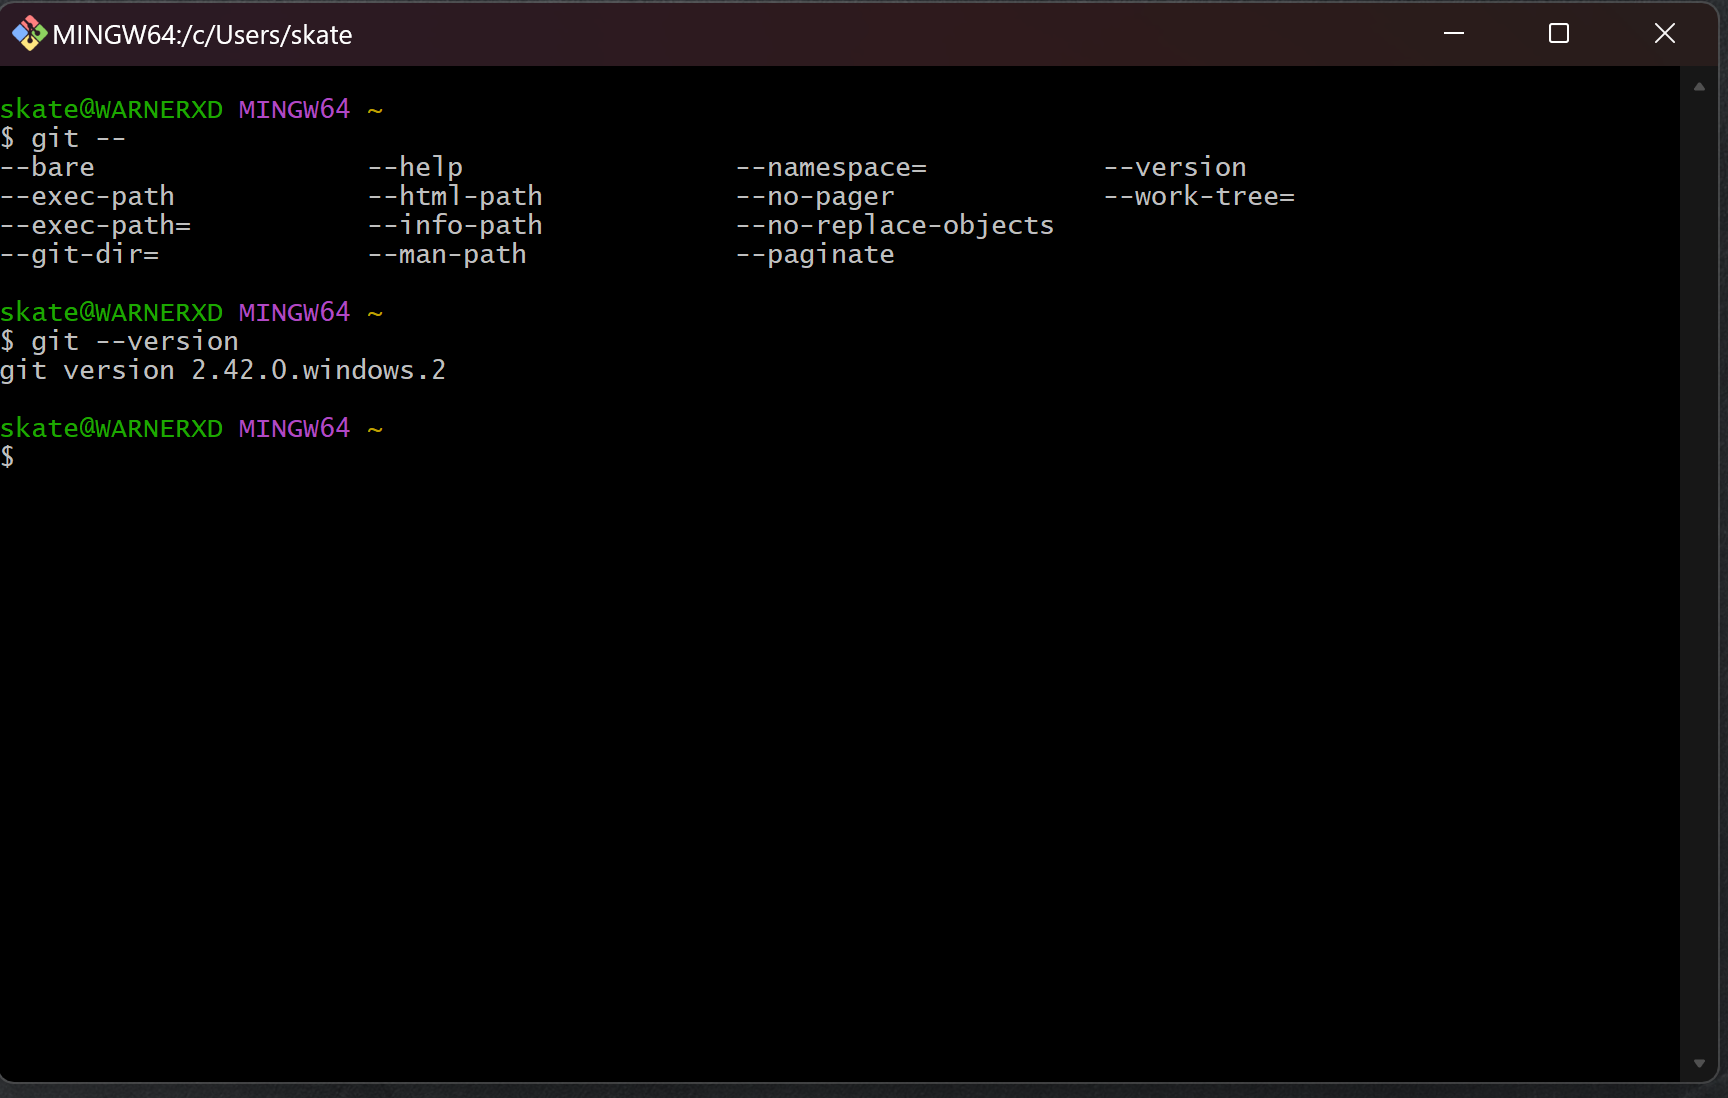 MINGW64:/c/Users/skate
skate@WARNERXD MINGW64 ~
$ git --
--bare --help --namespace= --version
--exec-path --html-path --no-pager --work-tree=
--exec-path= --info-path --no-replace-objects
--git-dir= --man-path --paginate
skate@WARNERXD MINGW64 ~
$ git --version
git version 2.42.0.windows.2
skate@WARNERXD MINGW64 ~
$